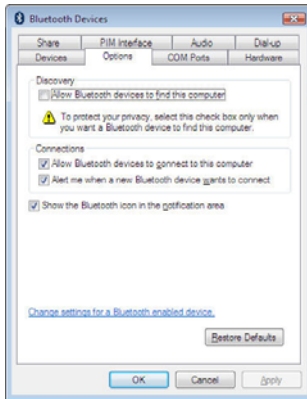 Bluetooth Devices
Share PIM Interface Audio Dial-up
Devices Options COM Ports Hardware
Discovery
Allow Bluetooth devices to find this computer
To protect your privacy, select this check box only when
you want a Bluetooth device to find this computer.
Connections
Allow Bluetooth devices to connect to this computer
Alert me when a new Bluetooth device wants to connect
Show the Bluetooth icon in the notification area
Change settings for a Bluetooth enabled device.
Restore Defaults
OK Cancel Apply